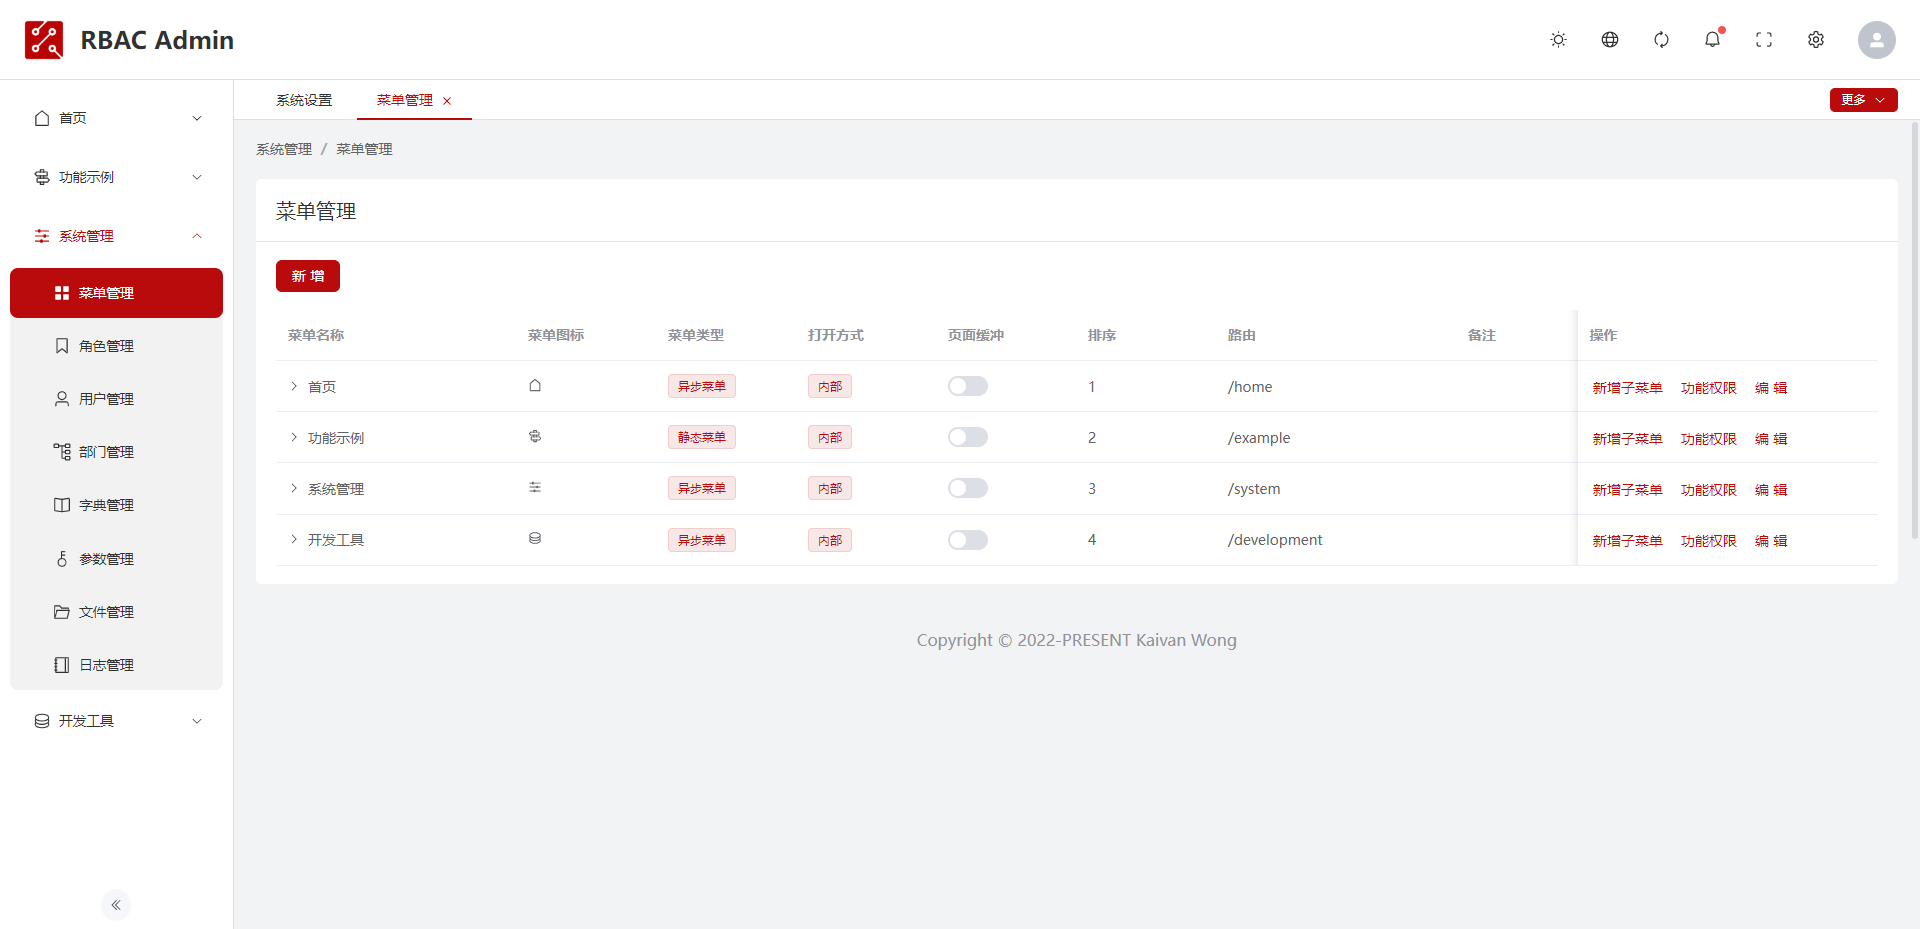 RBAC Admin
首页
功能示例
系统管理
菜单管理
角色管理
用户管理
部门管理
字典管理
参数管理
文件管理
日志管理
开发工具
系统设置 菜单管理 更多
系统管理 / 菜单管理
菜单管理
新 增
菜单名称 菜单图标 菜单类型 打开方式 页面缓冲 排序 路由 备注 操作
首页 异步菜单 内部 1 /home 新增子菜单 功能权限 编 辑
功能示例 静态菜单 内部 2 /example 新增子菜单 功能权限 编 辑
系统管理 异步菜单 内部 3 /system 新增子菜单 功能权限 编 辑
开发工具 异步菜单 内部 4 /development 新增子菜单 功能权限 编 辑
Copyright © 2022-PRESENT Kaivan Wong